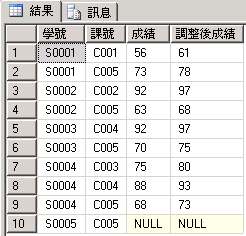 結果 訊息
學號 課號 成績 調整後成績
1 S0001 C001 56 61
2 S0001 C005 73 78
3 S0002 C002 92 97
4 S0002 C005 63 68
5 S0003 C004 92 97
6 S0003 C005 70 75
7 S0004 C003 75 80
8 S0004 C004 88 93
9 S0004 C005 68 73
10 S0005 C005 NULL NULL